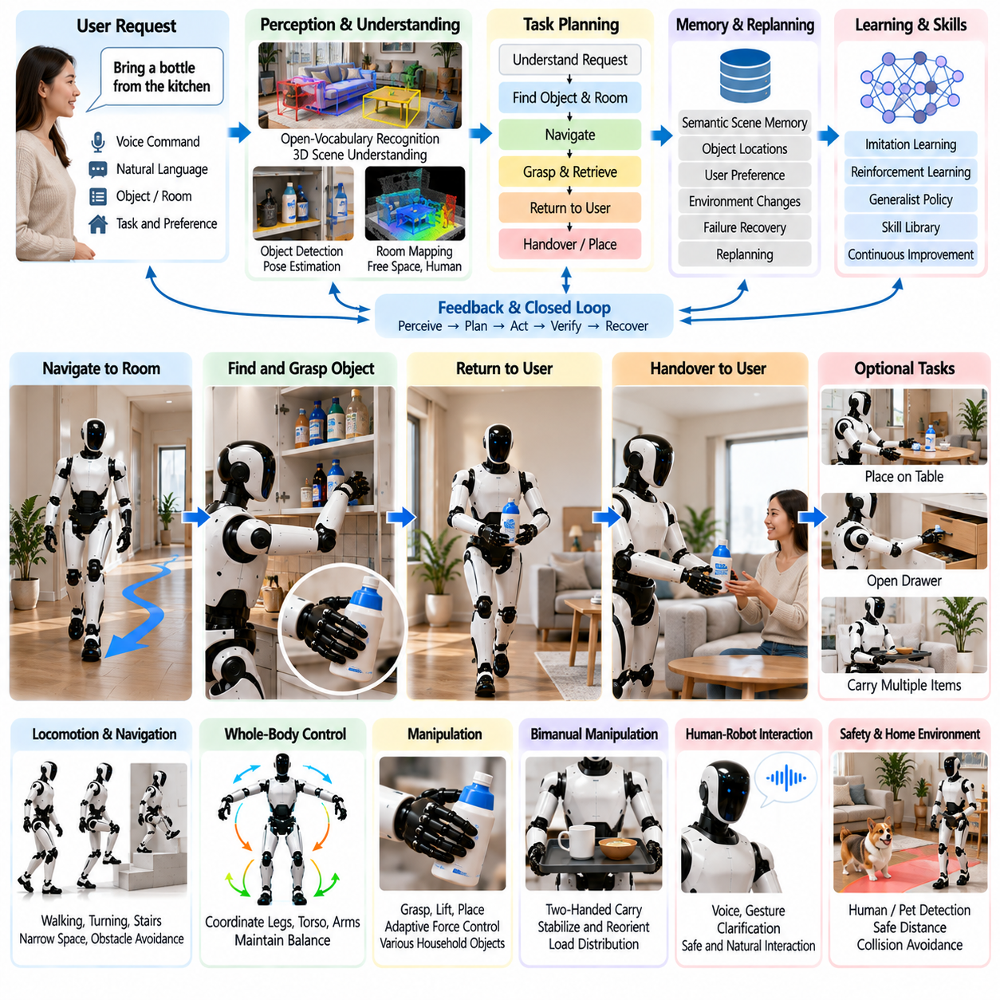 User Request
Bring a bottle
from the kitchen
Voice Command
Natural Language
Object / Room
Task and Preference
Perception & Understanding
Open-Vocabulary Recognition
3D Scene Understanding
Object Detection
Pose Estimation
Room Mapping
Free Space, Human
Task Planning
Understand Request
Find Object & Room
Navigate
Grasp & Retrieve
Return to User
Handover / Place
Memory & Replanning
Semantic Scene Memory
Object Locations
User Preference
Environment Changes
Failure Recovery
Replanning
Learning & Skills
Imitation Learning
Reinforcement Learning
Generalist Policy
Skill Library
Continuous Improvement
Feedback & Closed Loop
Perceive → Plan → Act → Verify → Recover
Navigate to Room
Find and Grasp Object
Return to User
Handover to User
Optional Tasks
Place on Table
Open Drawer
Carry Multiple Items
Locomotion & Navigation
Walking, Turning, Stairs
Narrow Space, Obstacle Avoidance
Whole-Body Control
Coordinate Legs, Torso, Arms
Maintain Balance
Manipulation
Grasp, Lift, Place
Adaptive Force Control
Various Household Objects
Bimanual Manipulation
Two-Handed Carry
Stabilize and Reorient
Load Distribution
Human-Robot Interaction
Voice, Gesture
Clarification
Safe and Natural Interaction
Safety & Home Environment
Human / Pet Detection
Safe Distance
Collision Avoidance